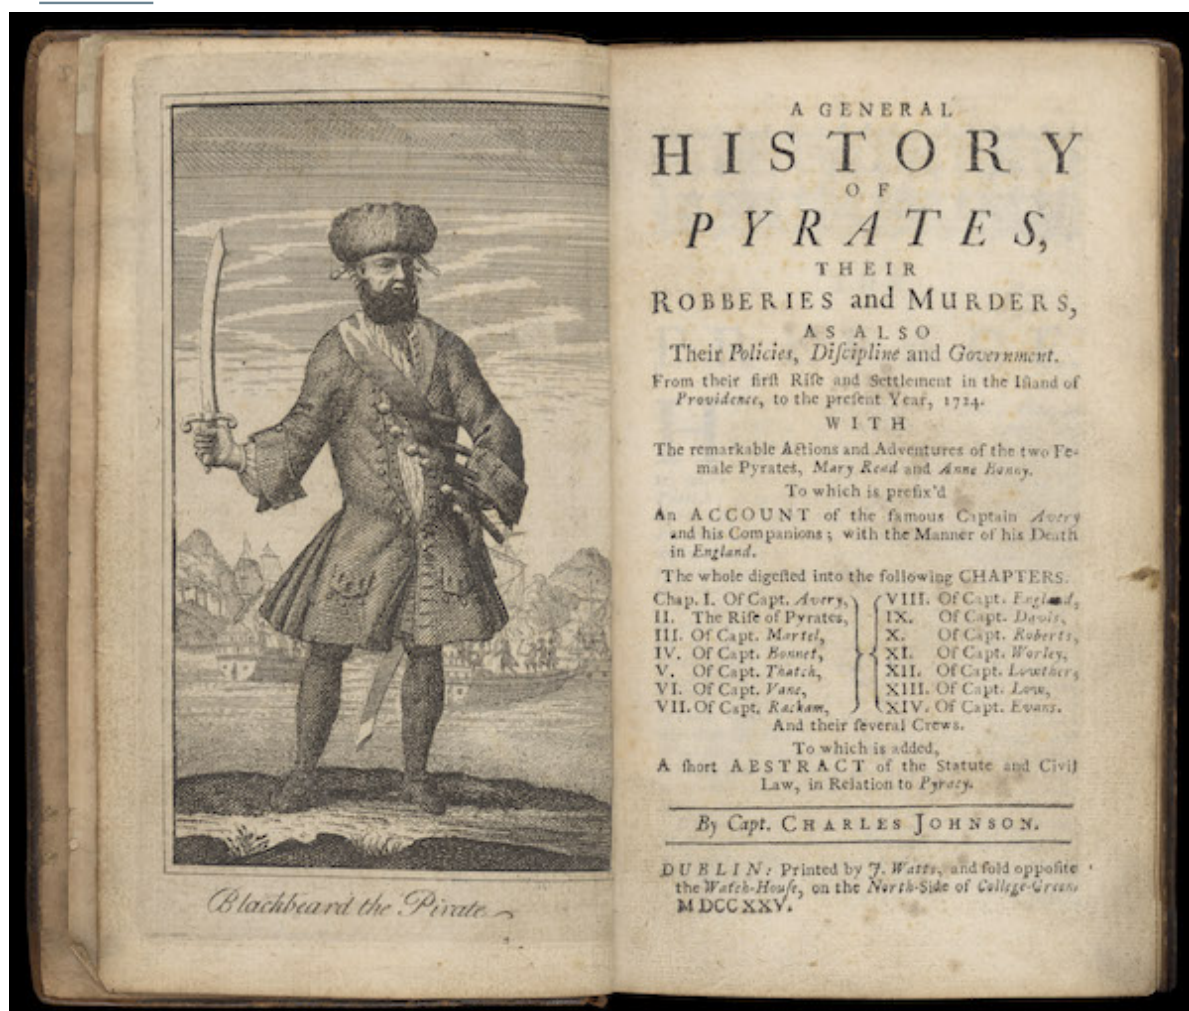 Blackbeard the Pirate
A GENERAL
HISTORY
OF
PYRATES,
THEIR
ROBBERIES and MURDERS,
AS ALSO
Their Policies, Diſcipline and Government.
From their firſt Riſe and Settlement in the Iſland of
Providence, to the preſent Year, 1724.
WITH
The remarkable Actions and Adventures of the two Fe-
male Pyrates, Mary Read and Anne Bonny.
To which is prefix'd
An ACCOUNT of the famous Captain Avery
and his Companions; with the Manner of his Death
in England.
The whole digeſted into the following CHAPTERS.
Chap. I. Of Capt. Avery,
II. The Riſe of Pyrates,
III. Of Capt. Martel,
IV. Of Capt. Bonnet,
V. Of Capt. Thatch,
VI. Of Capt. Vane,
VII. Of Capt. Rackam,
VIII. Of Capt. England,
IX. Of Capt. Davis,
X. Of Capt. Roberts,
XI. Of Capt. Worley,
XII. Of Capt. Lowther,
XIII. Of Capt. Low,
XIV. Of Capt. Evans.
And their ſeveral Crews.
To which is added,
A ſhort ABSTRACT of the Statute and Civil
Law, in Relation to Pyracy.
By Capt. CHARLES JOHNSON.
DUBLIN: Printed by J. Watts, and ſold oppoſite
the Watch-Houſe, on the North-Side of College-Green,
MDCCXXV.